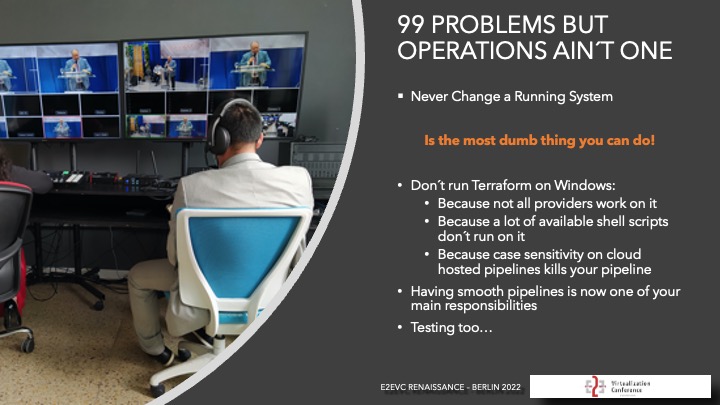 99 PROBLEMS BUT
OPERATIONS AIN´T ONE
▪ Never Change a Running System
Is the most dumb thing you can do!
• Don´t run Terraform on Windows:
• Because not all providers work on it
• Because a lot of available shell scripts
don´t run on it
• Because case sensitivity on cloud
hosted pipelines kills your pipeline
• Having smooth pipelines is now one of your
main responsibilities
• Testing too...
E2EVC RENAISSANCE - BERLIN 2022
Virtualization
Conference